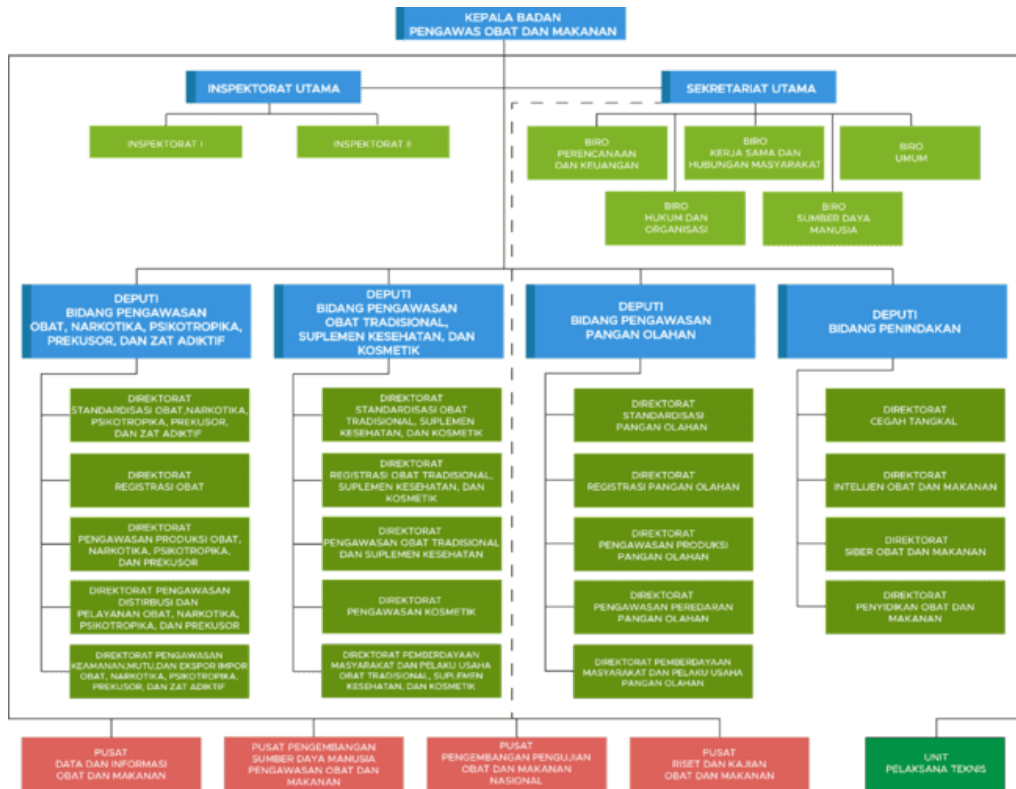 KEPALA BADAN
PENGAWAS OBAT DAN MAKANAN
INSPEKTORAT UTAMA
SEKRETARIAT UTAMA
INSPEKTORAT I
INSPEKTORAT II
BIRO
PERENCANAAN
DAN KEUANGAN
BIRO
KERJA SAMA DAN
HUBUNGAN MASYARAKAT
BIRO
UMUM
BIRO
HUKUM DAN
ORGANISASI
BIRO
SUMBER DAYA
MANUSIA
DEPUTI
BIDANG PENGAWASAN
OBAT, NARKOTIKA, PSIKOTROPIKA,
PREKUSOR, DAN ZAT ADIKTIF
DEPUTI
BIDANG PENGAWASAN
OBAT TRADISIONAL,
SUPLEMEN KESEHATAN, DAN
KOSMETIK
DEPUTI
BIDANG PENGAWASAN
PANGAN OLAHAN
DEPUTI
BIDANG PENINDAKAN
DIREKTORAT
STANDARDISASI OBAT,NARKOTIKA,
PSIKOTROPIKA, PREKUSOR,
DAN ZAT ADIKTIF
DIREKTORAT
REGISTRASI OBAT
DIREKTORAT
PENGAWASAN PRODUKSI OBAT,
NARKOTIKA, PSIKOTROPIKA,
DAN PREKUSOR
DIREKTORAT PENGAWASAN
DISTIRBUSI DAN
PELAYANAN OBAT, NARKOTIKA,
PSIKOTROPIKA, DAN PREKUSOR
DIREKTORAT PENGAWASAN
KEAMANAN,MUTU,DAN EKSPOR IMPOR
OBAT, NARKOTIKA, PSIKOTROPIKA,
PREKUSOR, DAN ZAT ADIKTIF
DIREKTORAT
STANDARDISASI OBAT
TRADISIONAL, SUPLEMEN
KESEHATAN, DAN KOSMETIK
DIREKTORAT
REGISTRASI OBAT TRADISIONAL,
SUPLEMEN KESEHATAN, DAN
KOSMETIK
DIREKTORAT
PENGAWASAN OBAT TRADISIONAL
DAN SUPLEMEN KESEHATAN
DIREKTORAT
PENGAWASAN KOSMETIK
DIREKTORAT PEMBERDAYAAN
MASYARAKAT DAN PELAKU USAHA
OBAT TRADISIONAL, SUPLEMEN
KESEHATAN, DAN KOSMETIK
DIREKTORAT
STANDARDISASI
PANGAN OLAHAN
DIREKTORAT
REGISTRASI PANGAN OLAHAN
DIREKTORAT
PENGAWASAN PRODUKSI
PANGAN OLAHAN
DIREKTORAT
PENGAWASAN PEREDARAN
PANGAN OLAHAN
DIREKTORAT PEMBERDAYAAN
MASYARAKAT DAN PELAKU USAHA
PANGAN OLAHAN
DIREKTORAT
CEGAH TANGKAL
DIREKTORAT
INTELIJEN OBAT DAN MAKANAN
DIREKTORAT
SIBER OBAT DAN MAKANAN
DIREKTORAT
PENYIDIKAN OBAT DAN
MAKANAN
PUSAT
DATA DAN INFORMASI
OBAT DAN MAKANAN
PUSAT PENGEMBANGAN
SUMBER DAYA MANUSIA
PENGAWASAN OBAT DAN
MAKANAN
PUSAT
PENGEMBANGAN PENGUJIAN
OBAT DAN MAKANAN
NASIONAL
PUSAT
RISET DAN KAJIAN
OBAT DAN MAKANAN
UNIT
PELAKSANA TEKNIS